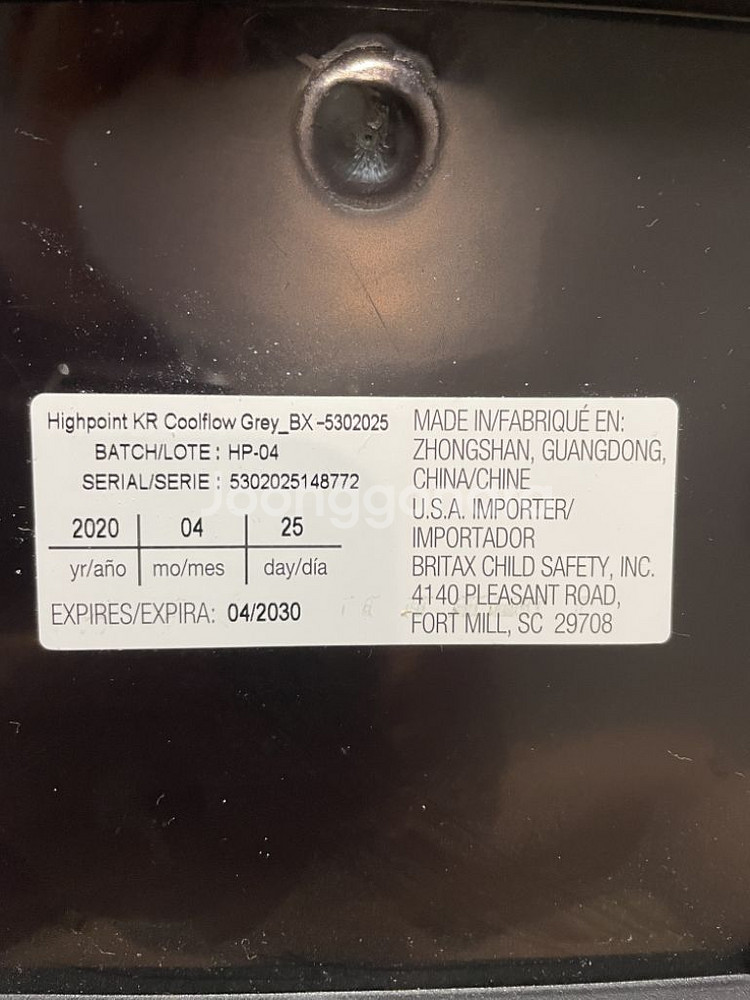 Highpoint KR Coolflow Grey_BX -5302025
BATCH/LOTE : HP-04
SERIAL/SERIE : 5302025148772
2020 04 25
yr/año mo/mes day/día
EXPIRES/EXPIRA: 04/2030
MADE IN/FABRIQUÉ EN:
ZHONGSHAN, GUANGDONG,
CHINA/CHINE
U.S.A. IMPORTER/
IMPORTADOR
BRITAX CHILD SAFETY, INC.
4140 PLEASANT ROAD,
FORT MILL, SC 29708